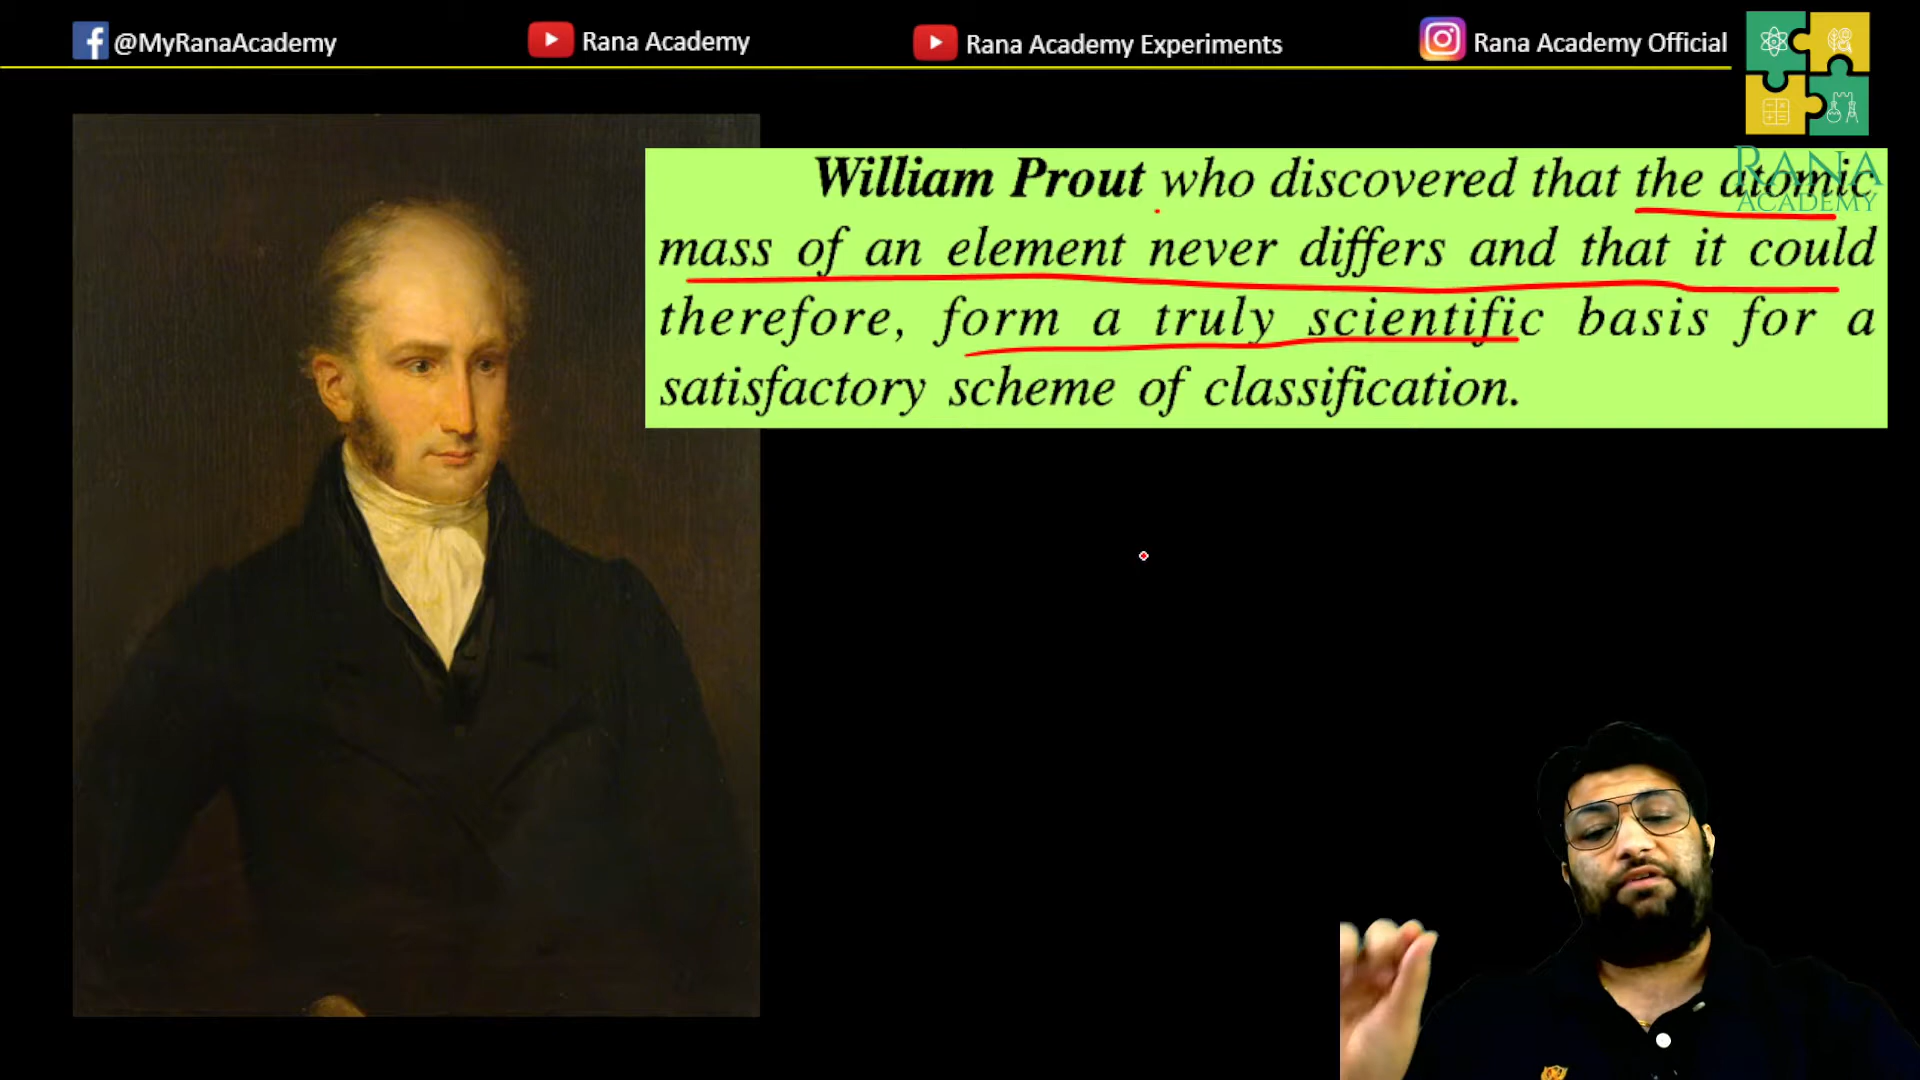 @MyRanaAcademy
Rana Academy
Rana Academy Experiments
Rana Academy Official
William Prout who discovered that the atomic
mass of an element never differs and that it could
therefore, form a truly scientific basis for a
satisfactory scheme of classification.
RANA
ACADEMY